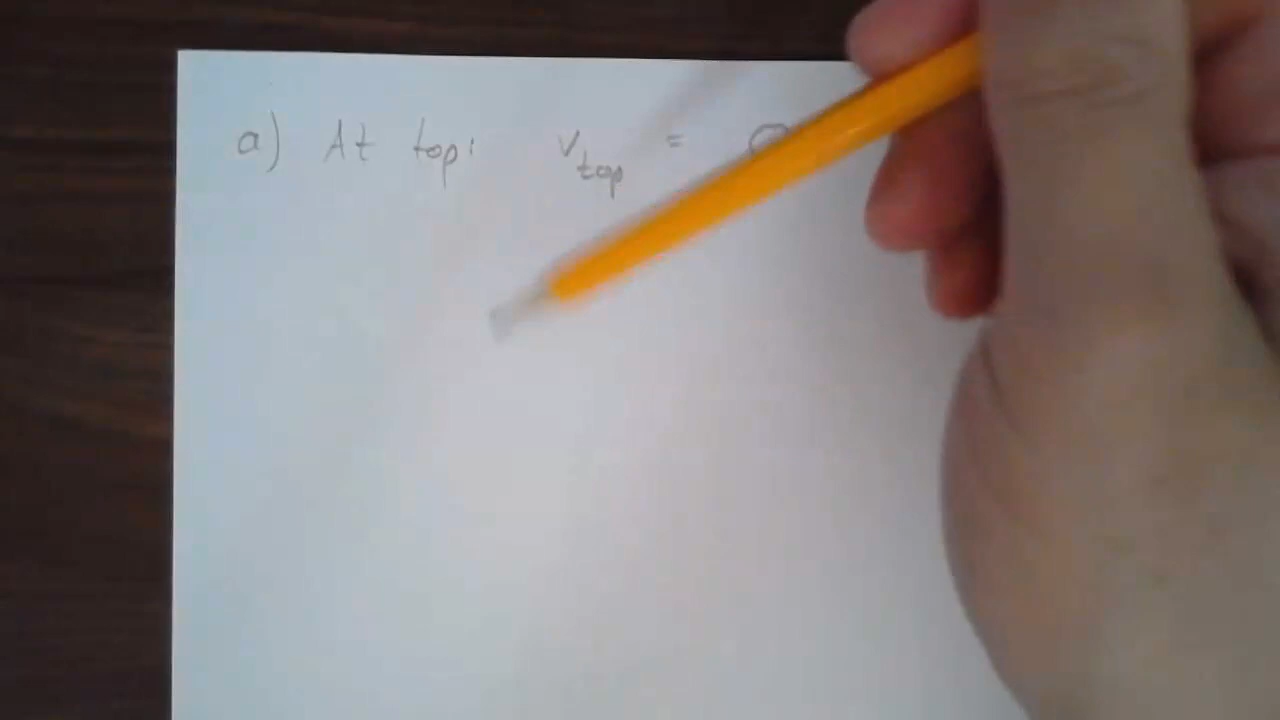 a) At top: v_top =